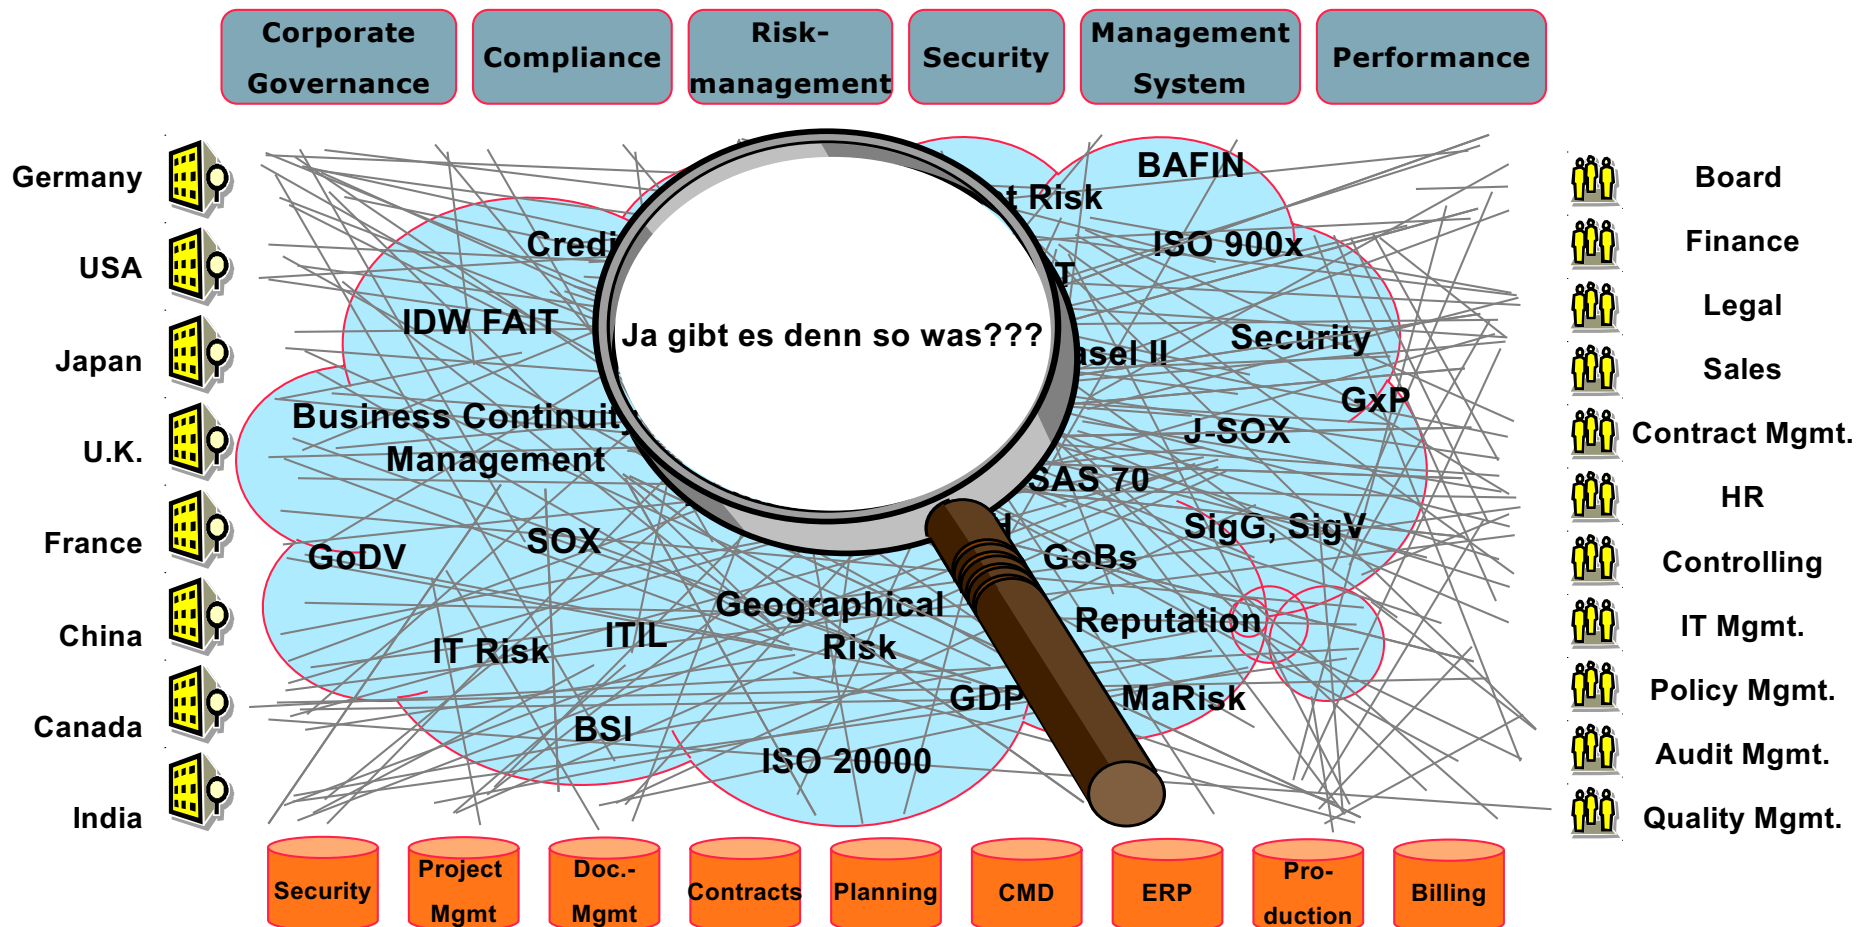 Corporate
Governance
Compliance
Risk-
management
Security
Management
System
Performance
Germany
USA
Japan
U.K.
France
China
Canada
India
BAFIN
Risk
ISO 900x
IDW FAIT
Ja gibt es denn so was???
Security
II
GxP
Business Continuity
Management
J-SOX
SAS 70
SOX
SigG, SigV
GoDV
GoBs
Geographical
Risk
Reputation
ITIL
IT Risk
GDP
MaRisk
BSI
ISO 20000
Board
Finance
Legal
Sales
Contract Mgmt.
HR
Controlling
IT Mgmt.
Policy Mgmt.
Audit Mgmt.
Quality Mgmt.
Security
Project
Mgmt
Doc.-
Mgmt
Contracts
Planning
CMD
ERP
Pro-
duction
Billing